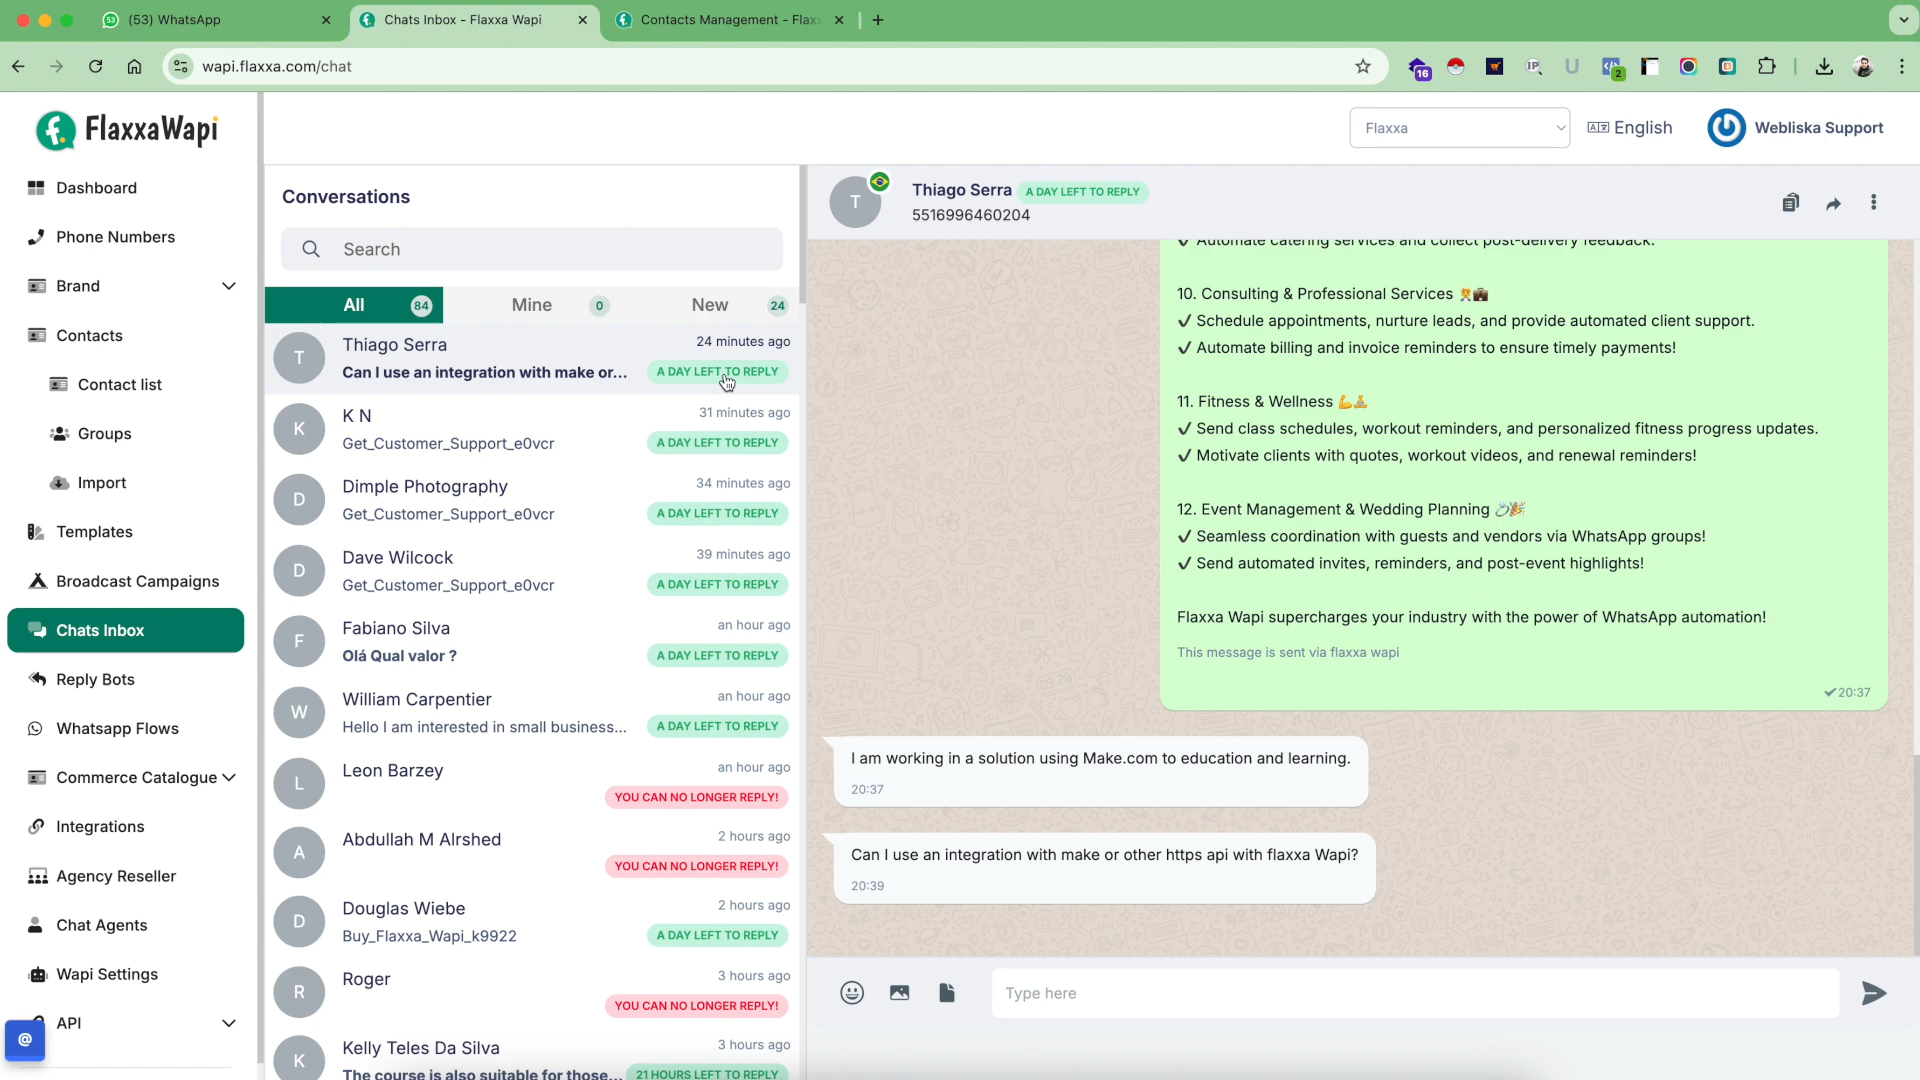 (53) WhatsApp
Chats Inbox - Flaxxa Wapi
Contacts Management - Flax
wapi.flaxxa.com/chat
16
IP
U
2
FlaxxaWapi
Flaxxa
English
Webliska Support
Dashboard
Phone Numbers
Brand
Contacts
Contact list
Groups
Import
Templates
Broadcast Campaigns
Chats Inbox
Reply Bots
Whatsapp Flows
Commerce Catalogue
Integrations
Agency Reseller
Chat Agents
Wapi Settings
API
@
Conversations
Search
All 84
Mine 0
New 24
T
Thiago Serra
24 minutes ago
Can I use an integration with make or...
A DAY LEFT TO REPLY
K
K N
31 minutes ago
Get_Customer_Support_e0vcr
A DAY LEFT TO REPLY
D
Dimple Photography
34 minutes ago
Get_Customer_Support_e0vcr
A DAY LEFT TO REPLY
D
Dave Wilcock
39 minutes ago
Get_Customer_Support_e0vcr
A DAY LEFT TO REPLY
F
Fabiano Silva
an hour ago
Olá Qual valor ?
A DAY LEFT TO REPLY
W
William Carpentier
an hour ago
Hello I am interested in small business...
A DAY LEFT TO REPLY
L
Leon Barzey
an hour ago
YOU CAN NO LONGER REPLY!
A
Abdullah M Alrshed
2 hours ago
YOU CAN NO LONGER REPLY!
D
Douglas Wiebe
2 hours ago
Buy_Flaxxa_Wapi_k9922
A DAY LEFT TO REPLY
R
Roger
3 hours ago
YOU CAN NO LONGER REPLY!
K
Kelly Teles Da Silva
3 hours ago
The course is also suitable for those...
21 HOURS LEFT TO REPLY
T
Thiago Serra
A DAY LEFT TO REPLY
5516996460204
✔ Automate catering services and collect post-delivery feedback.
10. Consulting & Professional Services 🧑‍💼💼
✔ Schedule appointments, nurture leads, and provide automated client support.
✔ Automate billing and invoice reminders to ensure timely payments!
11. Fitness & Wellness 💪🧘
✔ Send class schedules, workout reminders, and personalized fitness progress updates.
✔ Motivate clients with quotes, workout videos, and renewal reminders!
12. Event Management & Wedding Planning 💍🎉
✔ Seamless coordination with guests and vendors via WhatsApp groups!
✔ Send automated invites, reminders, and post-event highlights!
Flaxxa Wapi supercharges your industry with the power of WhatsApp automation!
This message is sent via flaxxa wapi
✔20:37
I am working in a solution using Make.com to education and learning.
20:37
Can I use an integration with make or other https api with flaxxa Wapi?
20:39
Type here